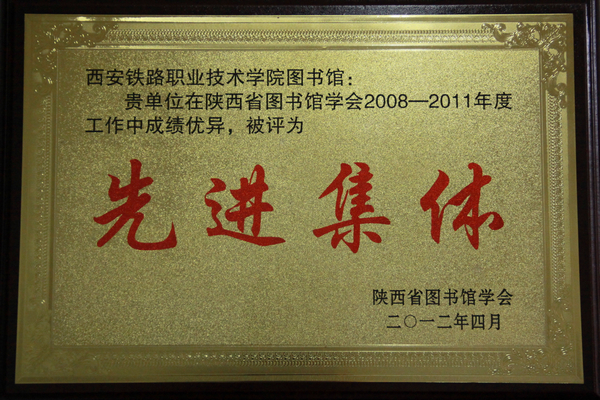 西安铁路职业技术学院图书馆：
贵单位在陕西省图书馆学会2008—2011年度
工作中成绩优异，被评为
先进集体
陕西省图书馆学会
二〇一二年四月